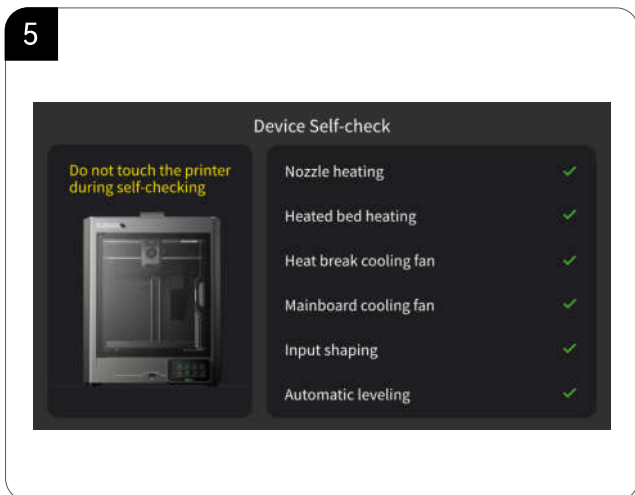 5
Device Self-check
Do not touch the printer
during self-checking
Nozzle heating
Heated bed heating
Heat break cooling fan
Mainboard cooling fan
Input shaping
Automatic leveling